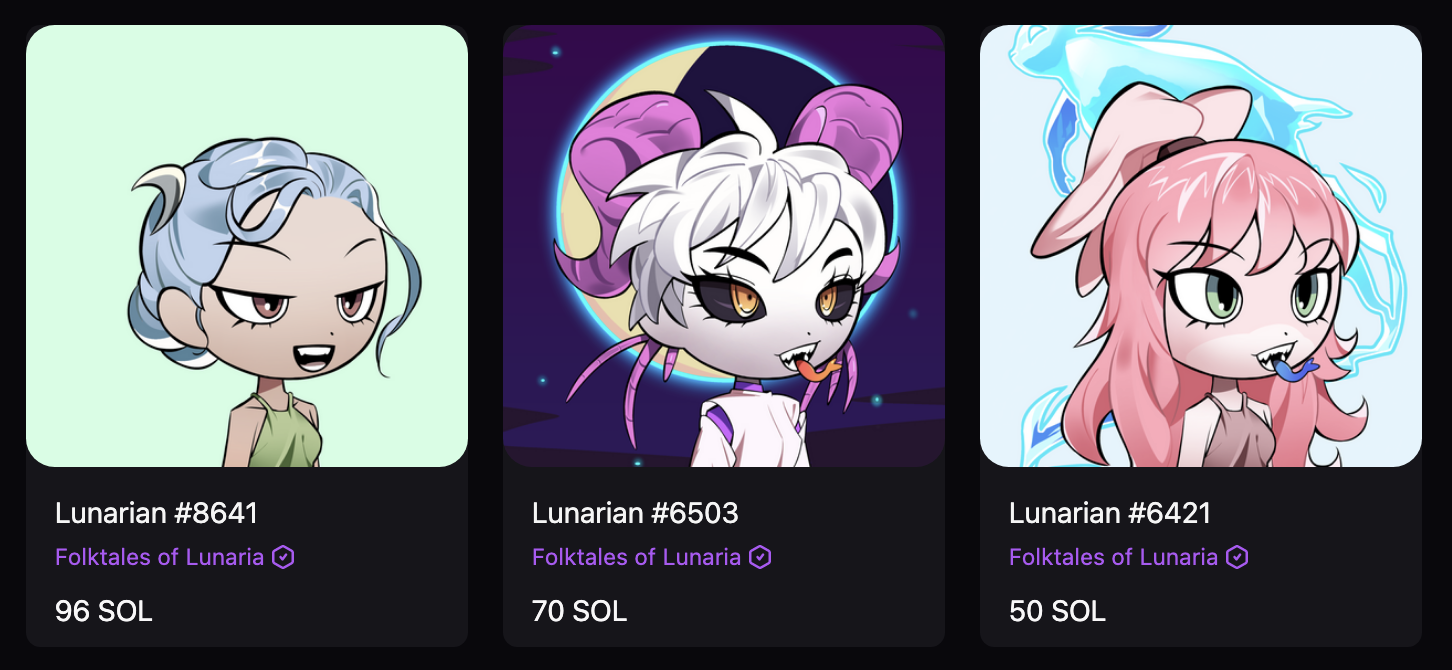 Lunarian #8641
Folktales of Lunaria
96 SOL
Lunarian #6503
Folktales of Lunaria
70 SOL
Lunarian #6421
Folktales of Lunaria
50 SOL